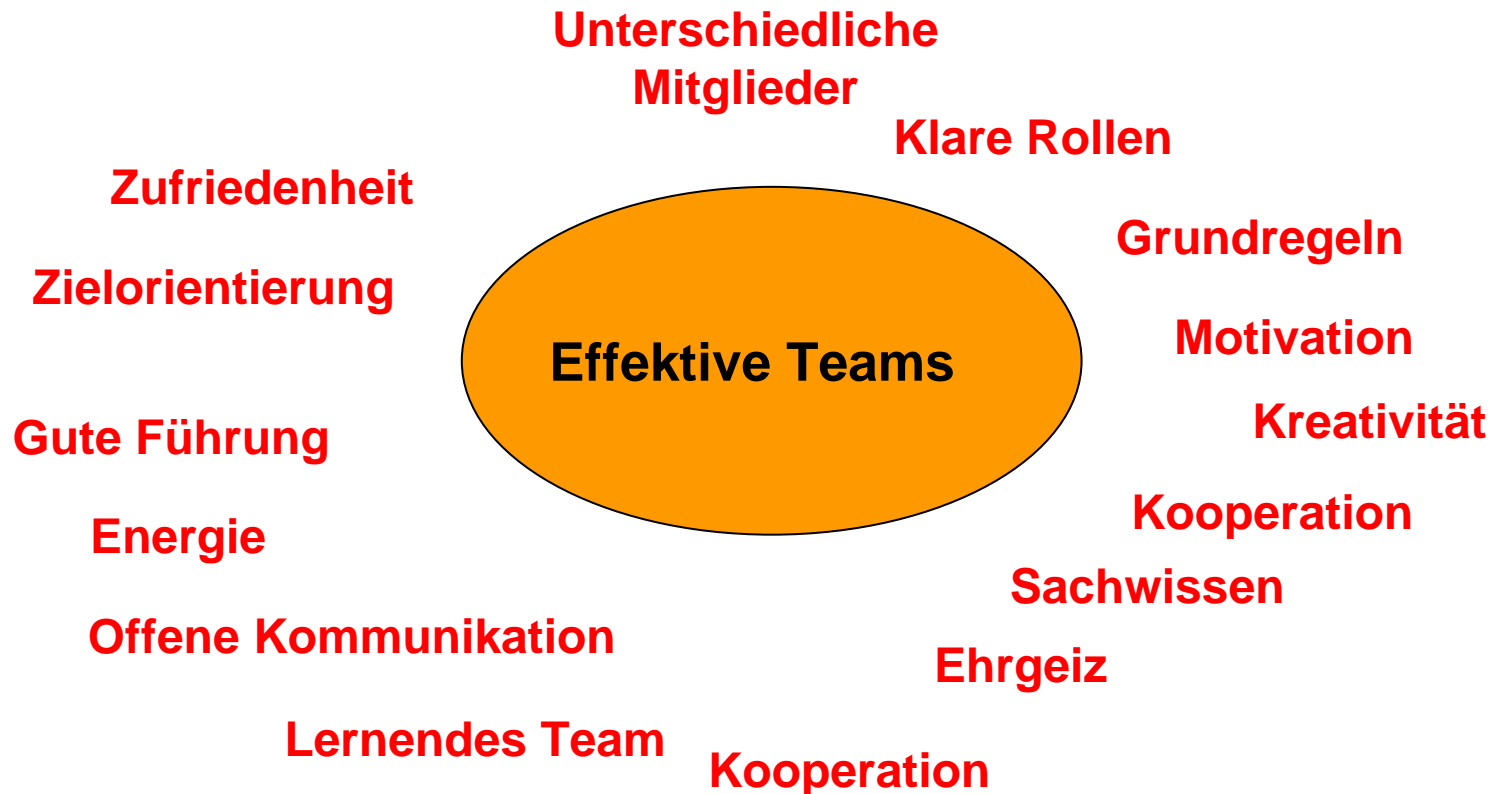 Unterschiedliche
Mitglieder
Klare Rollen
Zufriedenheit
Grundregeln
Zielorientierung
Motivation
Effektive Teams
Kreativität
Gute Führung
Kooperation
Energie
Sachwissen
Offene Kommunikation
Ehrgeiz
Lernendes Team
Kooperation